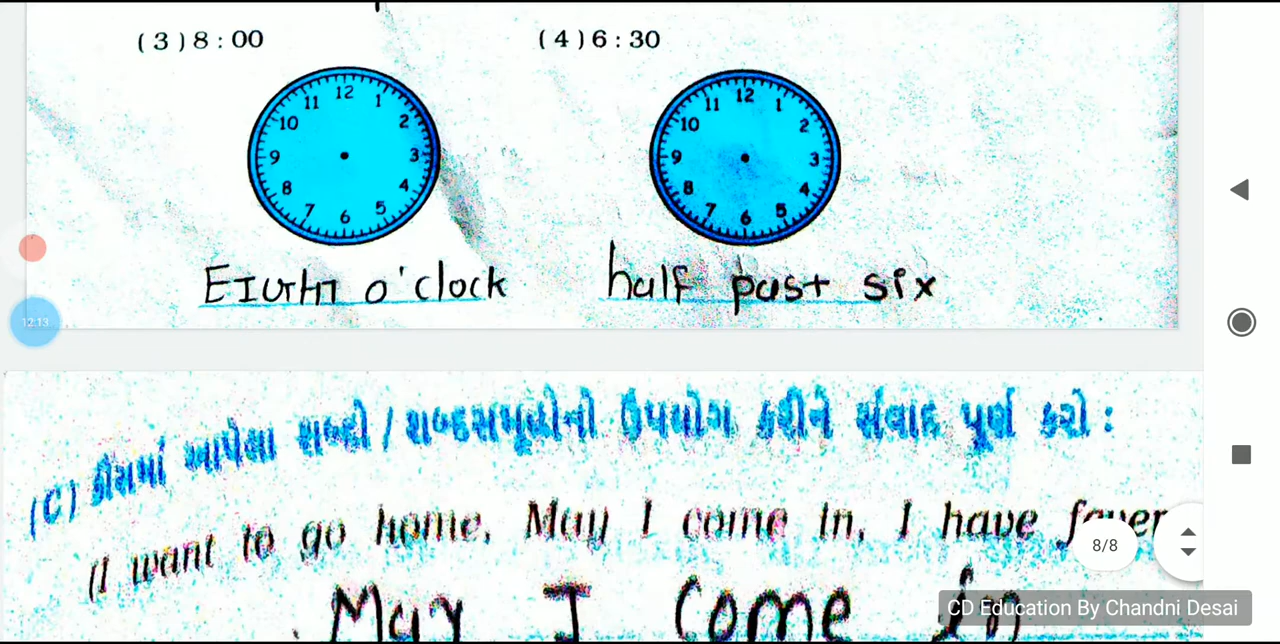 (3) 8 : 00 (4) 6 : 30
12 1 2 3 4 5 6 7 8 9 10 11
12 1 2 3 4 5 6 7 8 9 10 11
o'clock half past six
12:13
(C) કૌંસમાં આપેલા શબ્દો / શબ્દસમૂહોનો ઉપયોગ કરીને સંવાદ પૂર્ણ કરો :
(I want to go home, May I come in, I have fever
8/8
May I Come In
CD Education By Chandni Desai